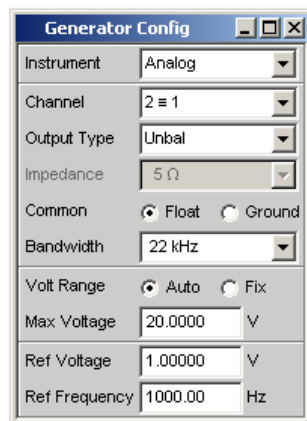 Generator Config
Instrument Analog
Channel 2 ≡ 1
Output Type Unbal
Impedance 5 Ω
Common Float Ground
Bandwidth 22 kHz
Volt Range Auto Fix
Max Voltage 20.0000 V
Ref Voltage 1.00000 V
Ref Frequency 1000.00 Hz